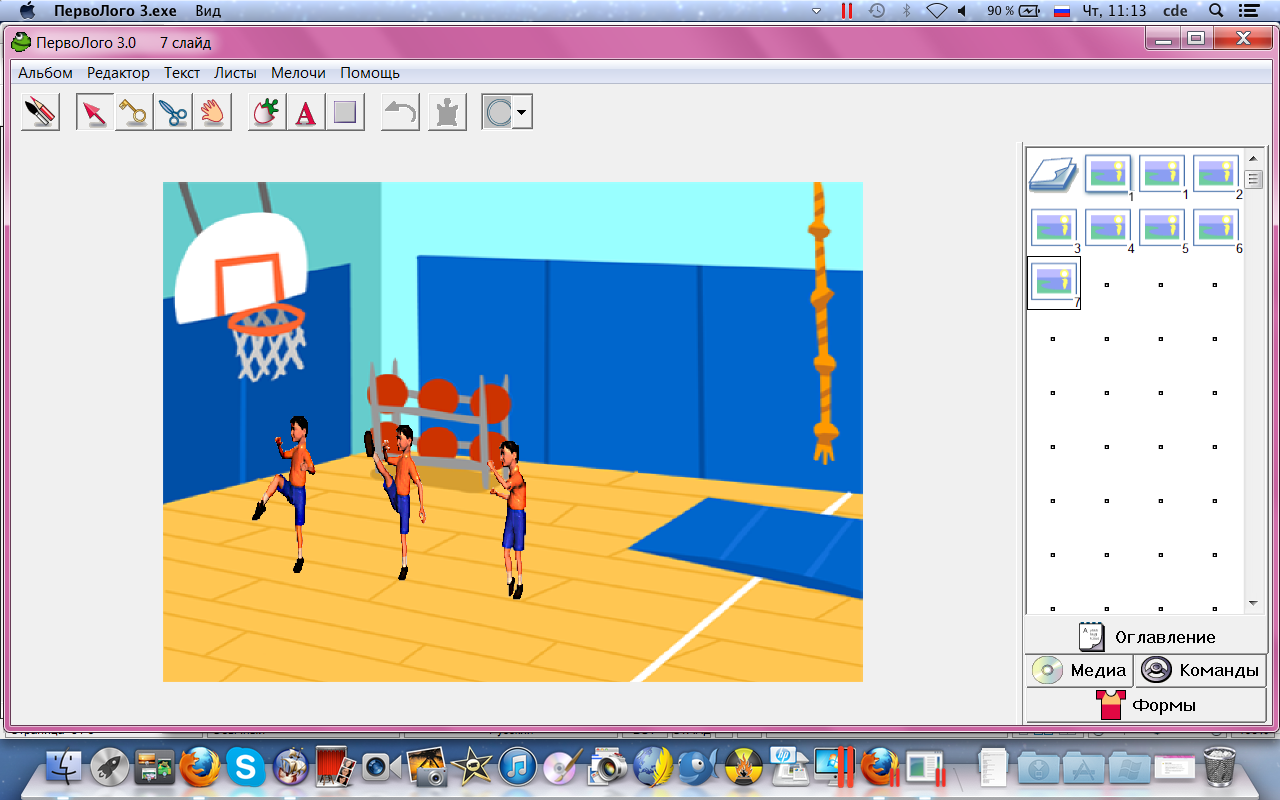 ПервоЛого 3.exe Вид 90 % Чт, 11:13 cde
ПервоЛого 3.0 7 слайд
Альбом Редактор Текст Листы Мелочи Помощь
1 1 2
3 4 5 6
7
Оглавление
Медиа Команды
Формы